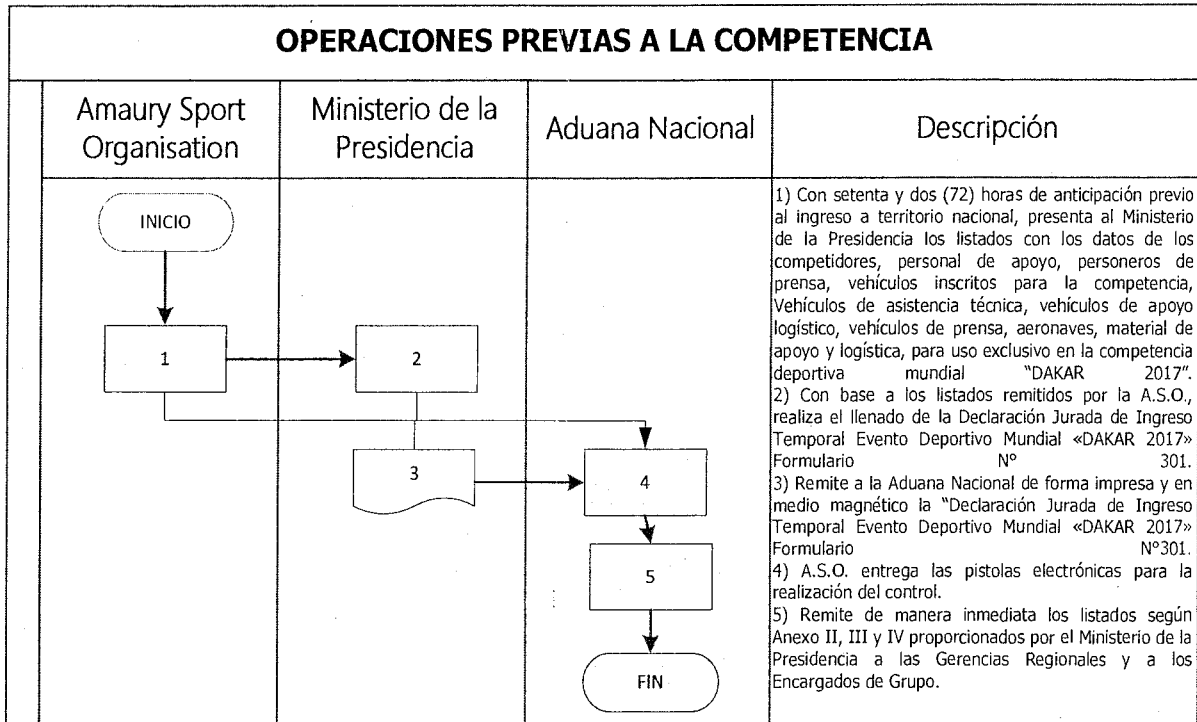 OPERACIONES PREVIAS A LA COMPETENCIA
Amaury Sport
Organisation
Ministerio de la
Presidencia
Aduana Nacional
Descripción
INICIO
1
2
3
4
5
FIN
1) Con setenta y dos (72) horas de anticipación previo
al ingreso a territorio nacional, presenta al Ministerio
de la Presidencia los listados con los datos de los
competidores, personal de apoyo, personeros de
prensa, vehículos inscritos para la competencia,
Vehículos de asistencia técnica, vehículos de apoyo
logístico, vehículos de prensa, aeronaves, material de
apoyo y logística, para uso exclusivo en la competencia
deportiva mundial "DAKAR 2017".
2) Con base a los listados remitidos por la A.S.O.,
realiza el llenado de la Declaración Jurada de Ingreso
Temporal Evento Deportivo Mundial «DAKAR 2017»
Formulario N° 301.
3) Remite a la Aduana Nacional de forma impresa y en
medio magnético la "Declaración Jurada de Ingreso
Temporal Evento Deportivo Mundial «DAKAR 2017»
Formulario N°301.
4) A.S.O. entrega las pistolas electrónicas para la
realización del control.
5) Remite de manera inmediata los listados según
Anexo II, III y IV proporcionados por el Ministerio de la
Presidencia a las Gerencias Regionales y a los
Encargados de Grupo.